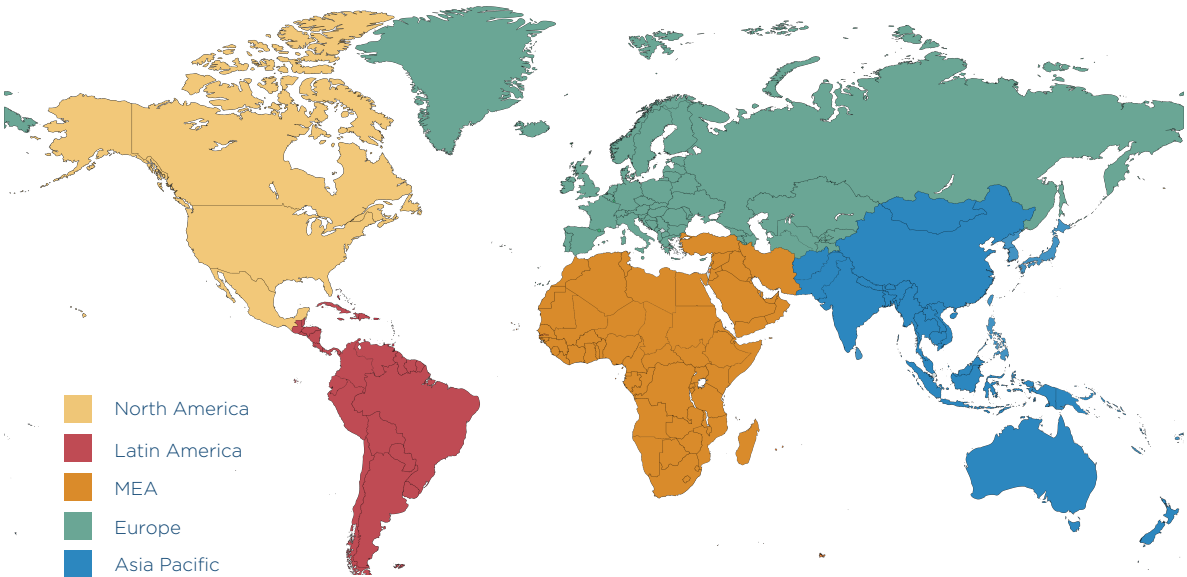 North America
Latin America
MEA
Europe
Asia Pacific